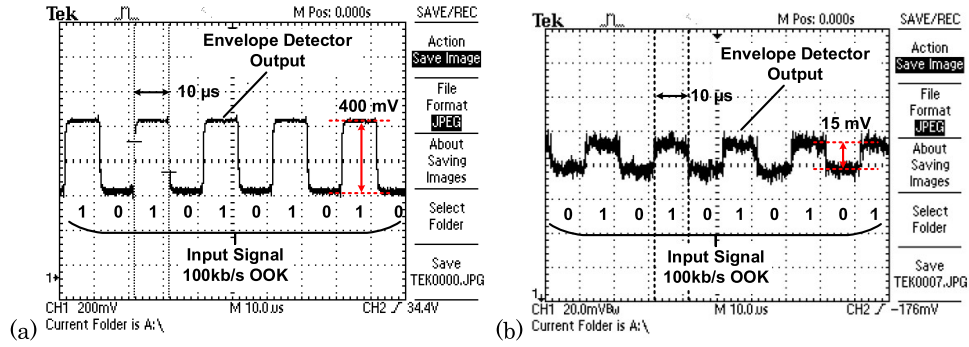 Tek
M Pos: 0.000s
SAVE/REC
Envelope Detector
Output
10 µs
400 mV
1 0 1 0 1 0 1 0 1 0
Input Signal
100kb/s OOK
1
Action
Save Image
File
Format
JPEG
About
Saving
Images
Select
Folder
Save
TEK0000.JPG
CH1 200mV
M 10.0us
CH2 / 34.4V
Current Folder is A:\
(a)
Tek
M Pos: 0.000s
SAVE/REC
Envelope Detector
Output
10 µs
15 mV
0 1 0 1 0 1 0 1 0 1
Input Signal
100kb/s OOK
1
Action
Save Image
File
Format
JPEG
About
Saving
Images
Select
Folder
Save
TEK0007.JPG
CH1 20.0mVBw
M 10.0us
CH2 / -176mV
Current Folder is A:\
(b)